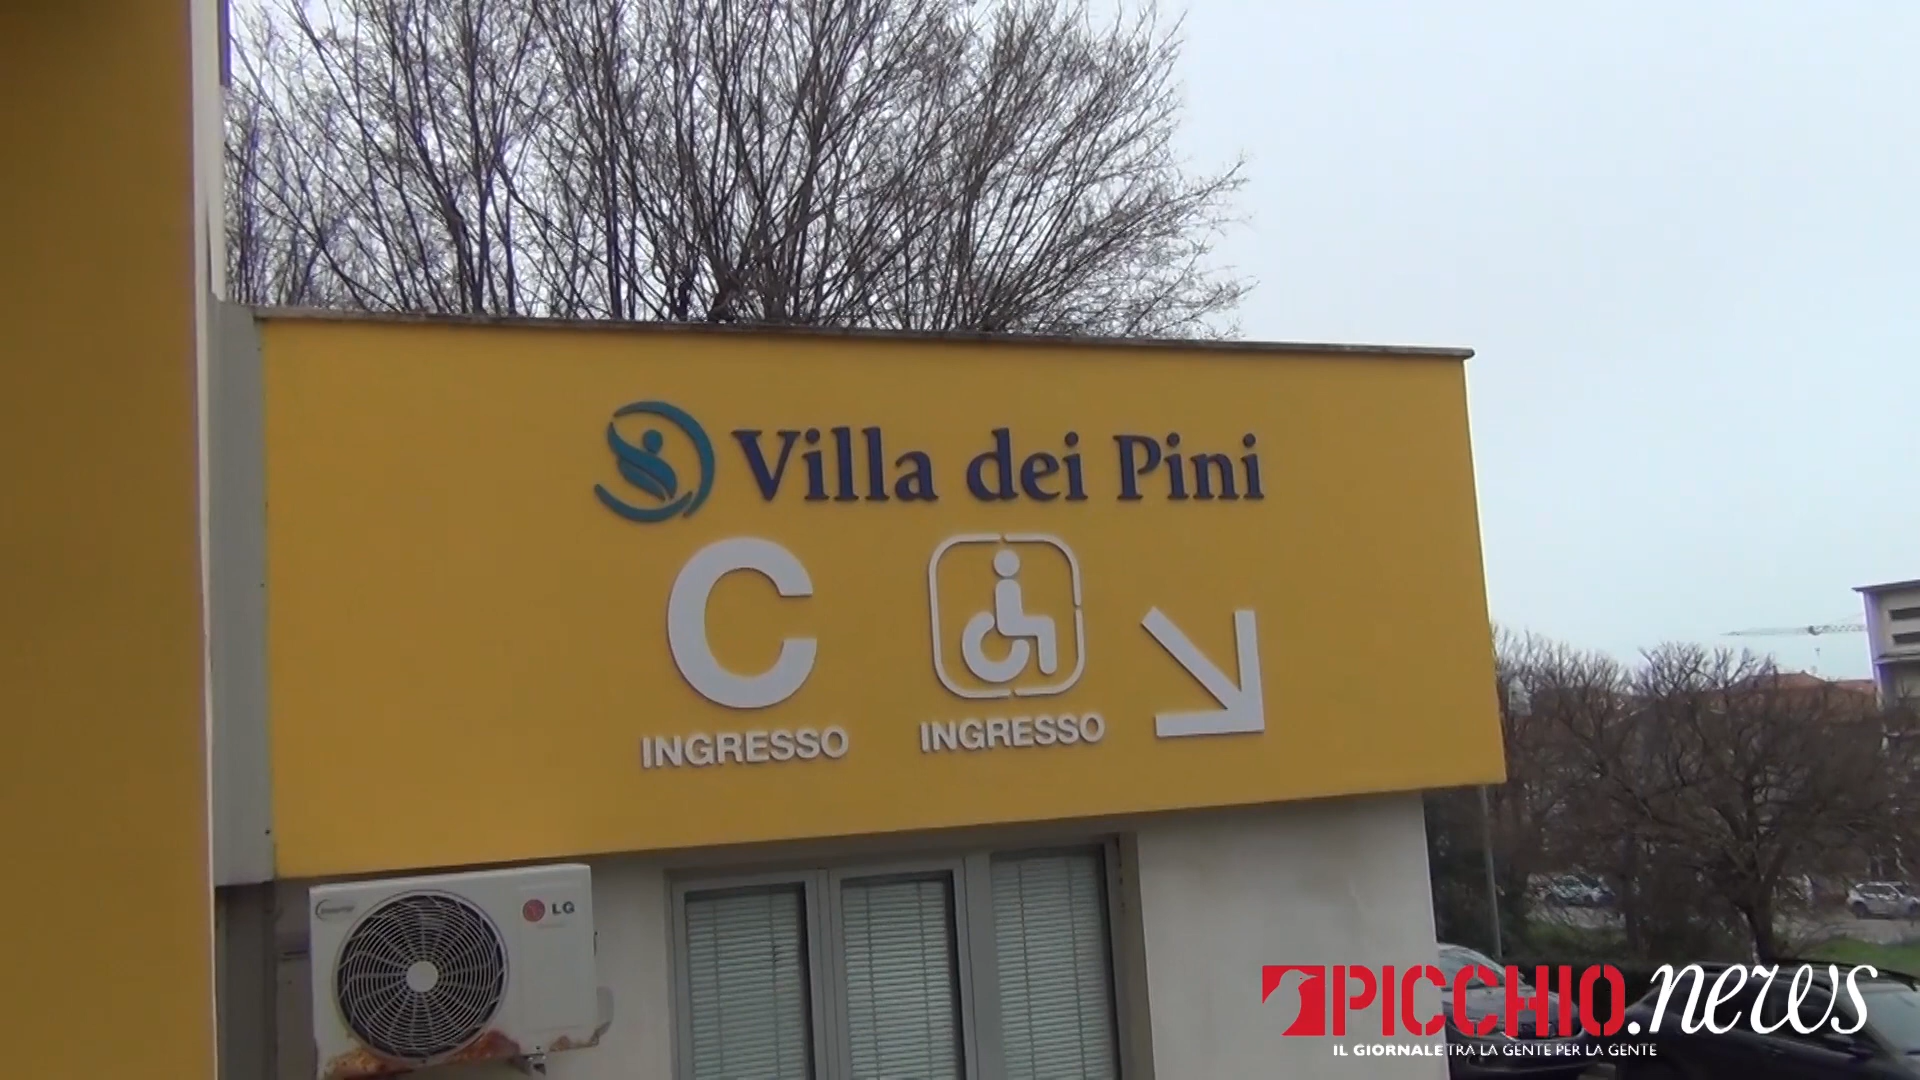 Villa dei Pini
C
INGRESSO
INGRESSO
LG
PICCHIO.news
IL GIORNALE TRA LA GENTE PER LA GENTE